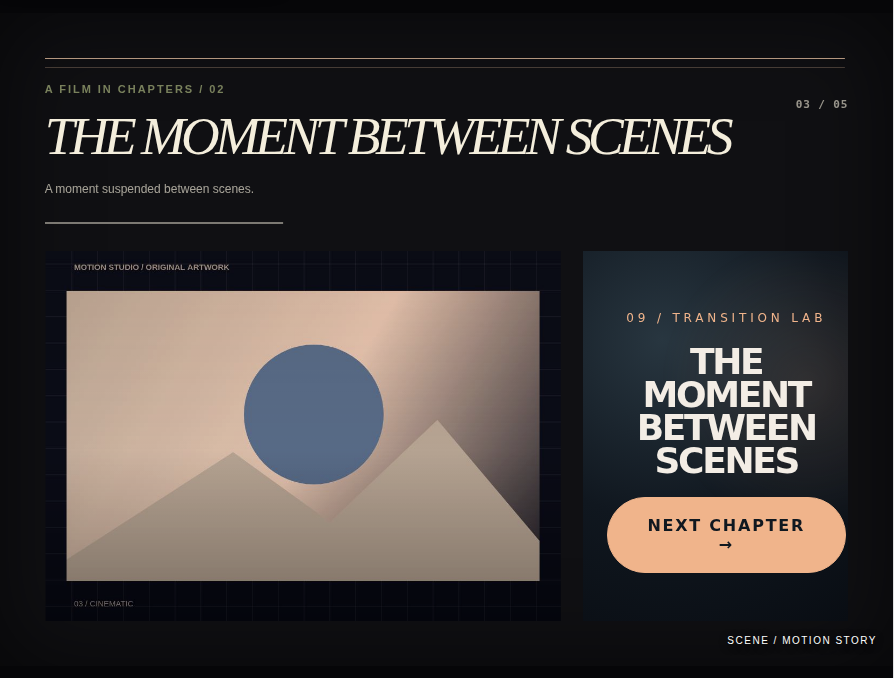 A FILM IN CHAPTERS / 02
03 / 05
THE MOMENT BETWEEN SCENES
A moment suspended between scenes.
MOTION STUDIO / ORIGINAL ARTWORK
03 / CINEMATIC
09 / TRANSITION LAB
THE
MOMENT
BETWEEN
SCENES
NEXT CHAPTER
→
SCENE / MOTION STORY